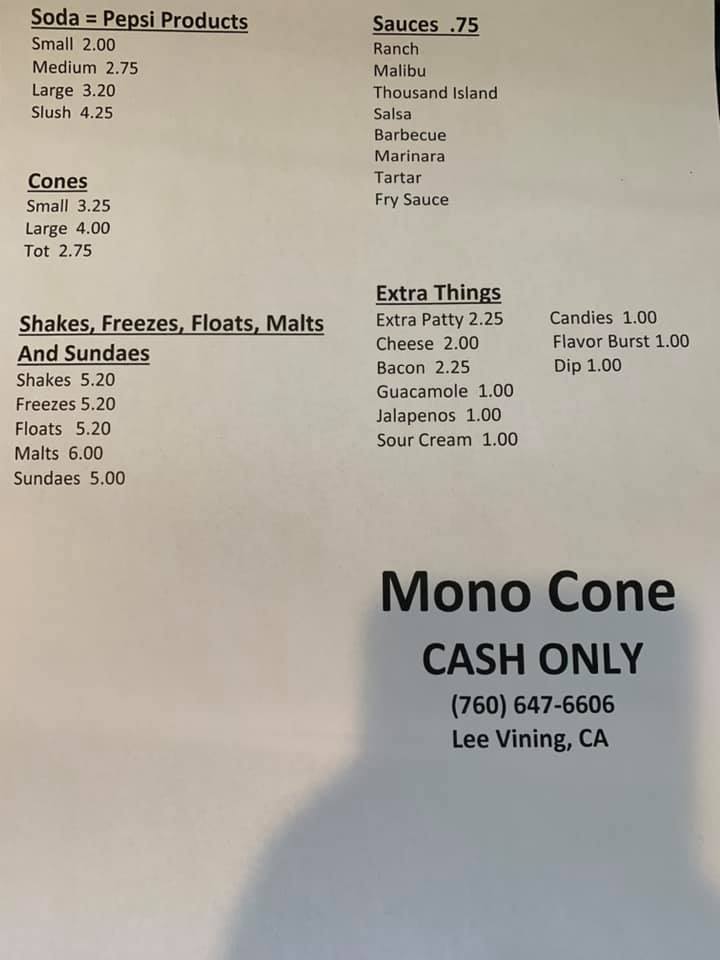 Soda = Pepsi Products
Small 2.00
Medium 2.75
Large 3.20
Slush 4.25
Cones
Small 3.25
Large 4.00
Tot 2.75
Shakes, Freezes, Floats, Malts
And Sundaes
Shakes 5.20
Freezes 5.20
Floats 5.20
Malts 6.00
Sundaes 5.00
Sauces .75
Ranch
Malibu
Thousand Island
Salsa
Barbecue
Marinara
Tartar
Fry Sauce
Extra Things
Extra Patty 2.25
Cheese 2.00
Bacon 2.25
Guacamole 1.00
Jalapenos 1.00
Sour Cream 1.00
Candies 1.00
Flavor Burst 1.00
Dip 1.00
Mono Cone
CASH ONLY
(760) 647-6606
Lee Vining, CA